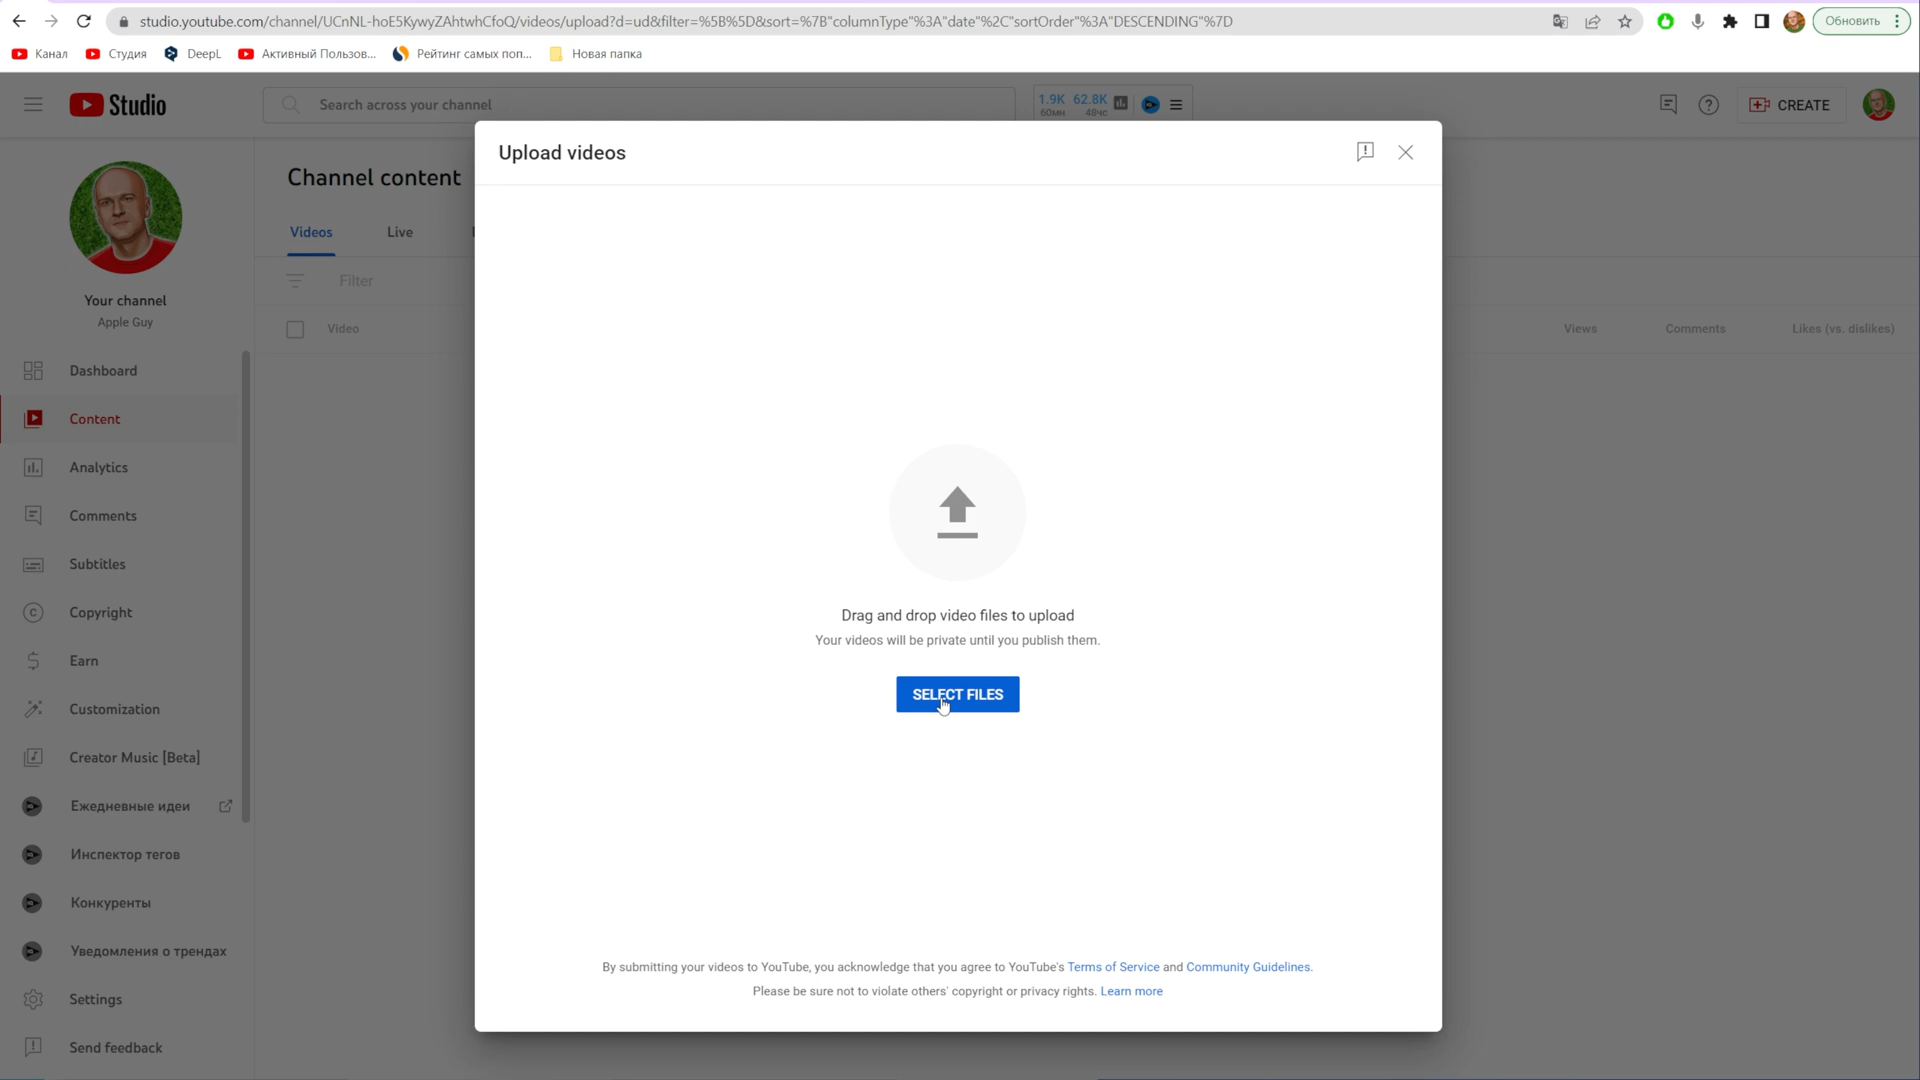 studio.youtube.com/channel/UCnNL-hoE5KywyZAhtwhCfoQ/videos/upload?d=ud&filter=%5B%5D&sort=%7B"columnType"%3A"date"%2C"sortOrder"%3A"DESCENDING"%7D
Обновить
Канал
Студия
DeepL
Активный Пользов...
Рейтинг самых поп...
Новая папка
Studio
Search across your channel
1.9K 62.8K
60мн 48чс
CREATE
Upload videos
Channel content
Videos
Live
Filter
Your channel
Apple Guy
Video
Views
Comments
Likes (vs. dislikes)
Dashboard
Content
Analytics
Comments
Subtitles
Copyright
Earn
Customization
Creator Music [Beta]
Ежедневные идеи
Инспектор тегов
Конкуренты
Уведомления о трендах
Settings
Send feedback
Drag and drop video files to upload
Your videos will be private until you publish them.
SELECT FILES
By submitting your videos to YouTube, you acknowledge that you agree to YouTube's Terms of Service and Community Guidelines.
Please be sure not to violate others' copyright or privacy rights. Learn more